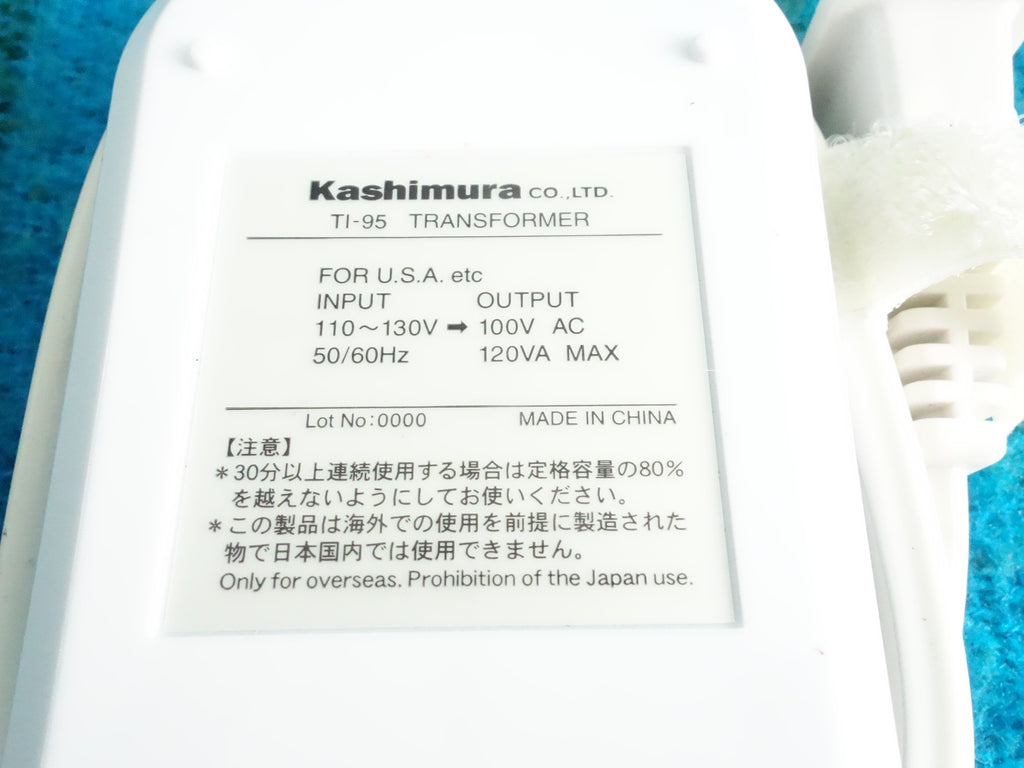 Kashimura CO.,LTD.
TI-95 TRANSFORMER
FOR U.S.A. etc
INPUT OUTPUT
110～130V ➡ 100V AC
50/60Hz 120VA MAX
Lot No:0000 MADE IN CHINA
【注意】
＊30分以上連続使用する場合は定格容量の80%
を越えないようにしてお使いください。
＊この製品は海外での使用を前提に製造された
物で日本国内では使用できません。
Only for overseas. Prohibition of the Japan use.